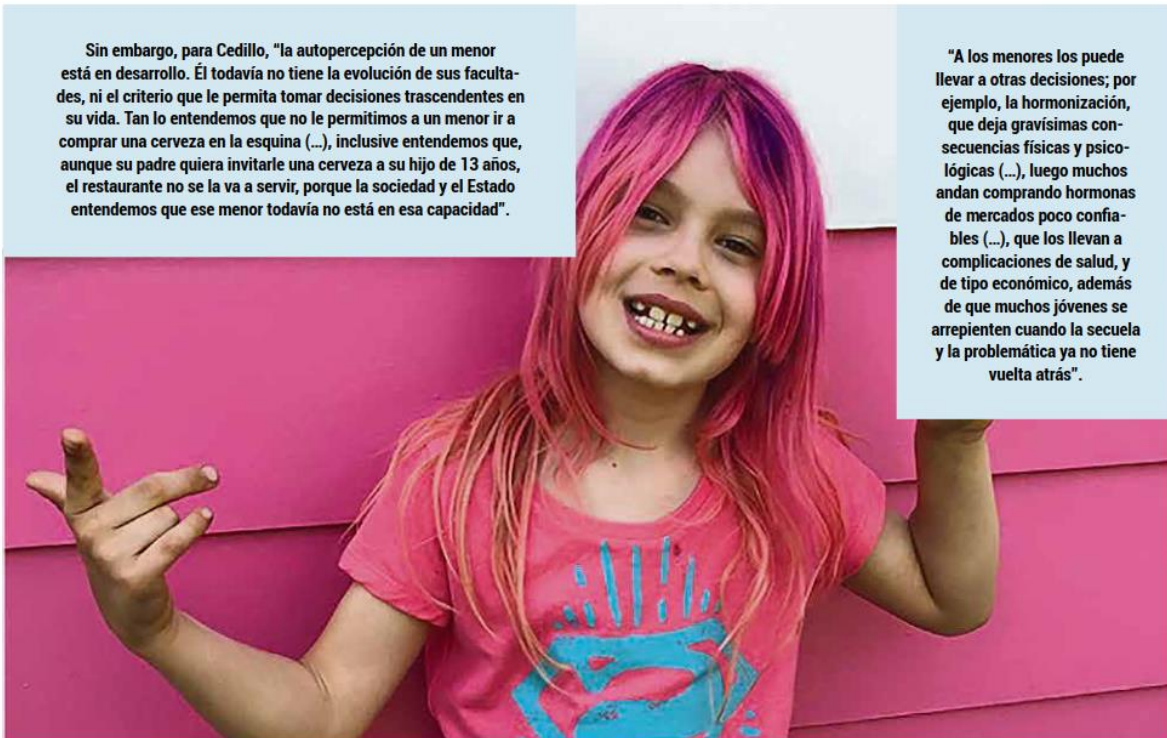 Sin embargo, para Cedillo, “la autopercepción de un menor
está en desarrollo. Él todavía no tiene la evolución de sus faculta-
des, ni el criterio que le permita tomar decisiones trascendentes en
su vida. Tan lo entendemos que no le permitimos a un menor ir a
comprar una cerveza en la esquina (...), inclusive entendemos que,
aunque su padre quiera invitarle una cerveza a su hijo de 13 años,
el restaurante no se la va a servir, porque la sociedad y el Estado
entendemos que ese menor todavía no está en esa capacidad”.
“A los menores los puede
llevar a otras decisiones; por
ejemplo, la hormonización,
que deja gravísimas con-
secuencias físicas y psico-
lógicas (...), luego muchos
andan comprando hormonas
de mercados poco confia-
bles (...), que los llevan a
complicaciones de salud, y
de tipo económico, además
de que muchos jóvenes se
arrepienten cuando la secuela
y la problemática ya no tiene
vuelta atrás”.